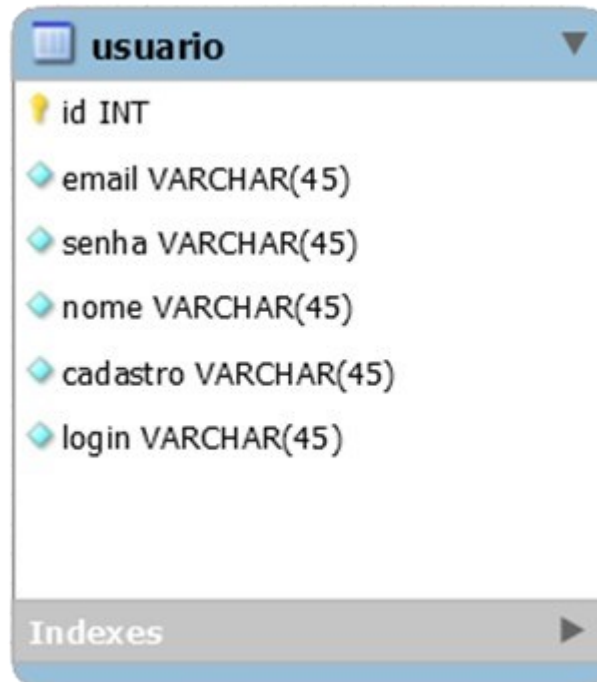 usuario
id INT
email VARCHAR(45)
senha VARCHAR(45)
nome VARCHAR(45)
cadastro VARCHAR(45)
login VARCHAR(45)
Indexes